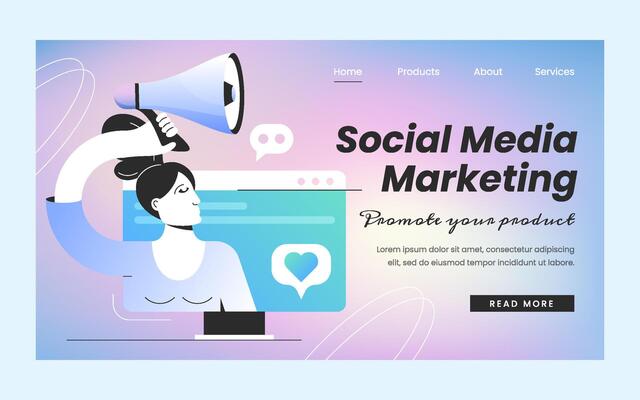 Home Products About Services
Social Media
Marketing
Promote your product
Lorem ipsum dolor sit amet, consectetur
adipiscing elit, sed do eiusmod tempor incididunt ut labore.
READ MORE